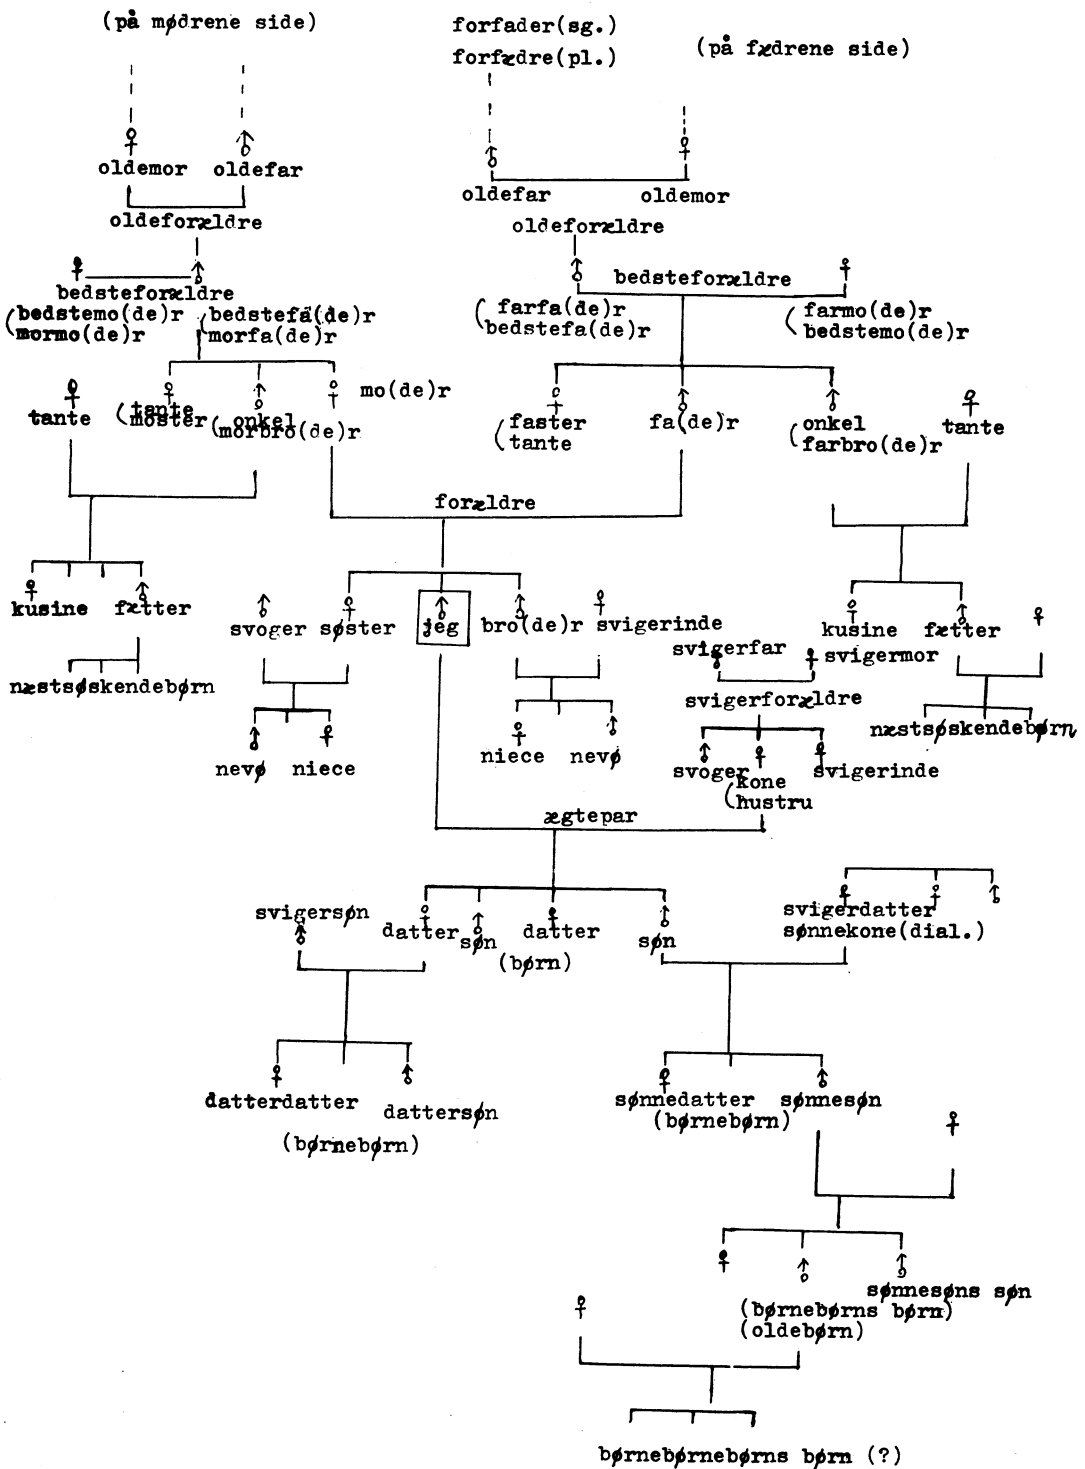 (på mødrene side)
forfader(sg.)
forfædre(pl.)
(på fædrene side)
oldemor oldefar
oldefar oldemor
oldeforældre
oldeforældre
bedsteforældre
bedsteforældre
(bedstemo(de)r (bedstefa(de)r
mormo(de)r morfa(de)r
(farfa(de)r (farmo(de)r
bedstefa(de)r bedstemo(de)r
mo(de)r
tante
(tante
moster
(onkel
morbro(de)r
(faster
tante
fa(de)r
(onkel
farbro(de)r
tante
forældre
kusine fætter
svoger søster jeg bro(de)r svigerinde
kusine fætter
svigerfar
svigermor
næstsøskendebørn
svigerforældre
næstsøskendebørn
nevø niece
niece nevø
svoger
(kone
hustru
svigerinde
ægtepar
svigersøn
datter søn datter søn
(børn)
svigerdatter
sønnekone(dial.)
datterdatter dattersøn
(børnebørn)
sønnedatter sønnesøn
(børnebørn)
sønnesøns søn
(børnebørns børn)
(oldebørn)
børnebørnebørns børn (?)